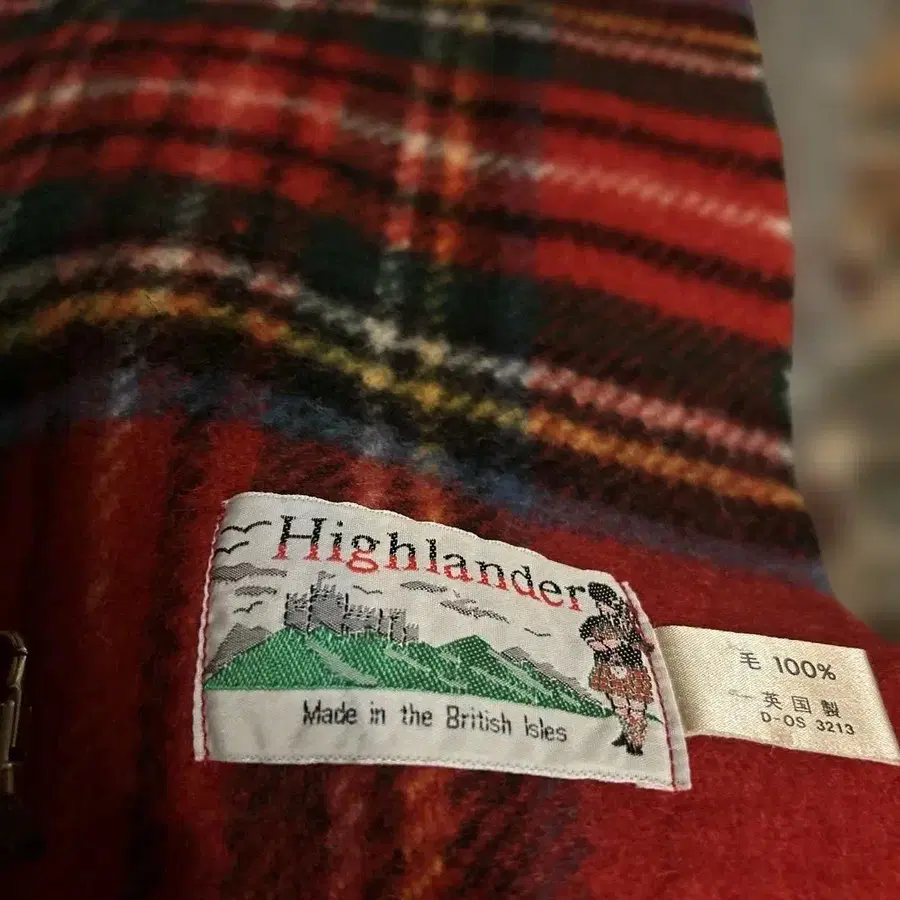 Highlander
Made in the British Isles
毛 100%
英国製
D-OS 3213